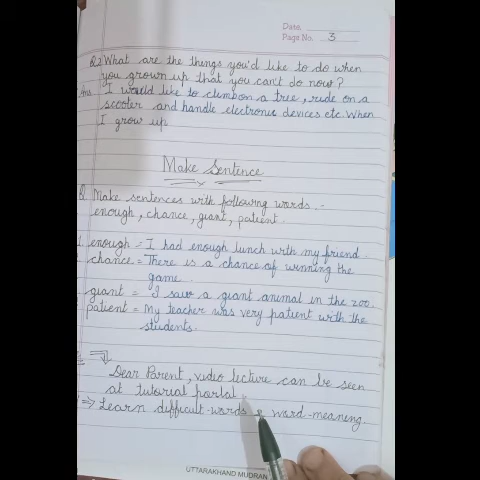 Date
Page No. 3
Q.2 What are the things you'd like to do when
you grown up that you can't do now?
Ans I would like to climb on a tree, ride on a
scooter and handle electronic devices etc. When
I grow up
Make Sentence
Q Make sentences with following words :-
enough, chance, giant, patient.
enough = I had enough lunch with my friend.
chance = There is a chance of winning the
game.
giant = I saw a giant animal in the zoo.
patient = My teacher was very patient with the
students.
Dear Parent, video lecture can be seen
at tutorial portal.
⇒ Learn difficult words & word-meaning.
UTTARAKHAND MUDRAN